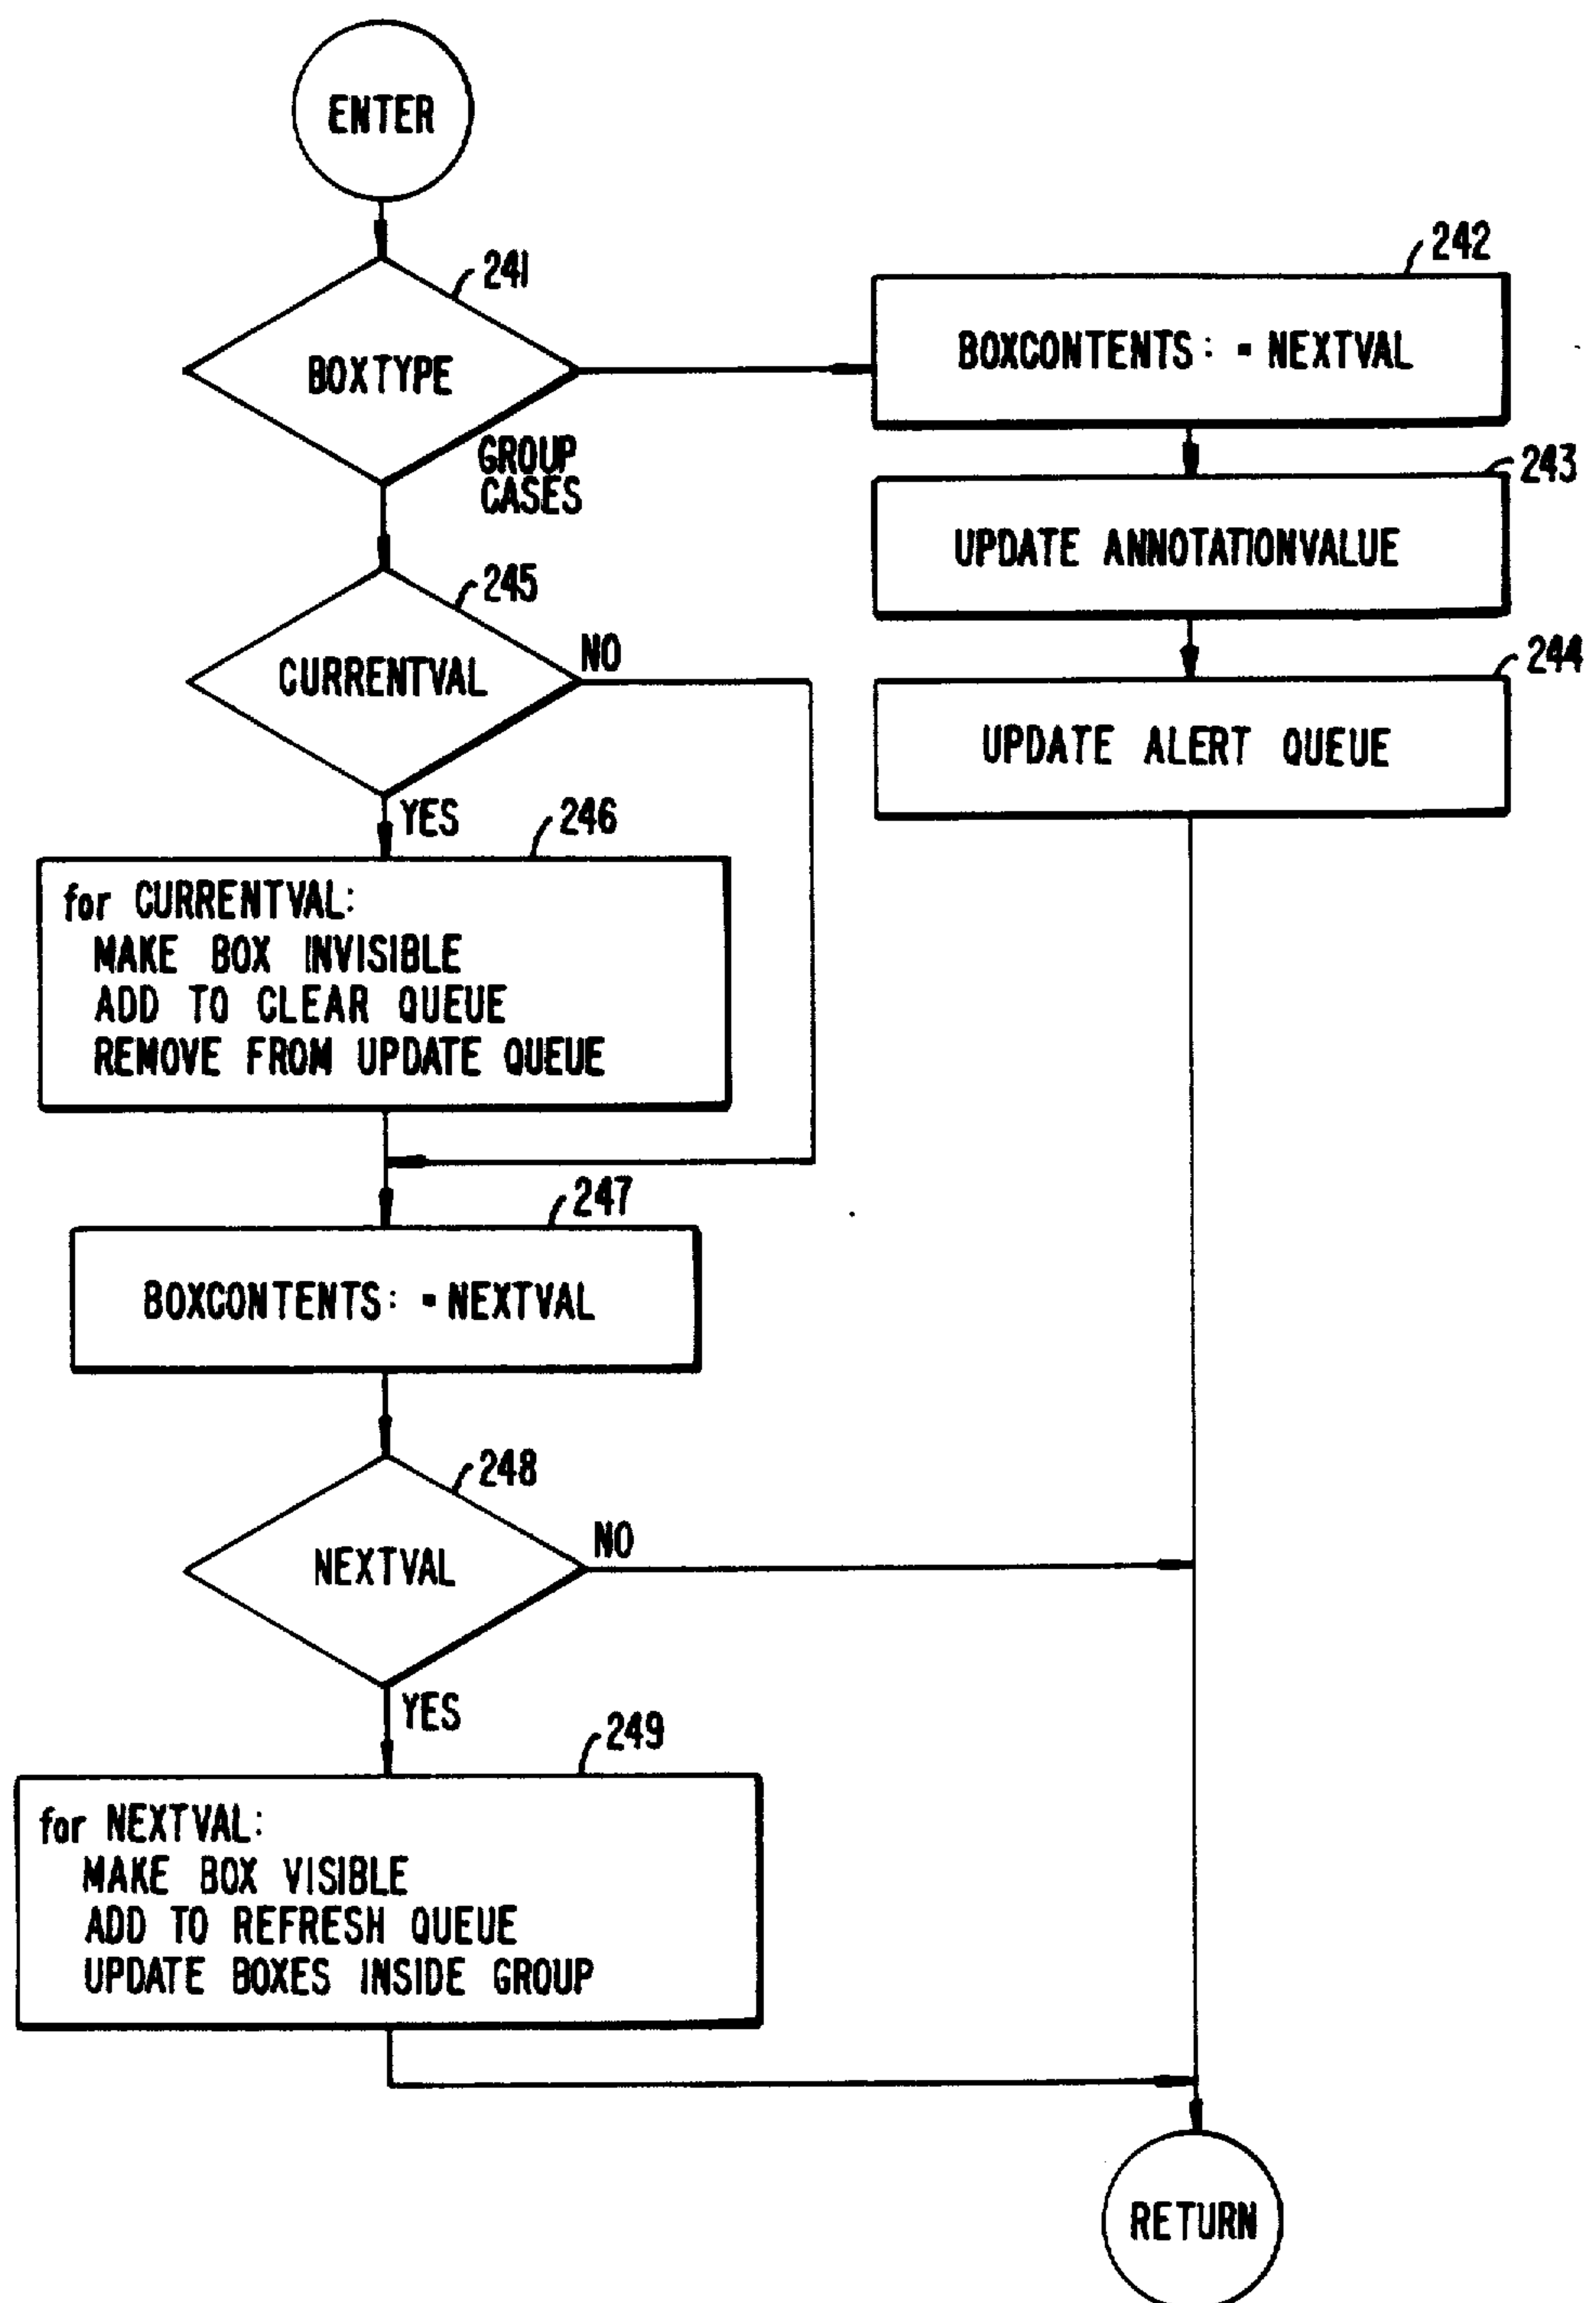 ENTER
241
BOXTYPE
GROUP
CASES
242
BOXCONTENTS: = NEXTVAL
243
UPDATE ANNOTATIONVALUE
244
UPDATE ALERT QUEUE
245
CURRENTVAL
NO
YES
246
for CURRENTVAL:
MAKE BOX INVISIBLE
ADD TO CLEAR QUEUE
REMOVE FROM UPDATE QUEUE
247
BOXCONTENTS: = NEXTVAL
248
NEXTVAL
NO
YES
249
for NEXTVAL:
MAKE BOX VISIBLE
ADD TO REFRESH QUEUE
UPDATE BOXES INSIDE GROUP
RETURN